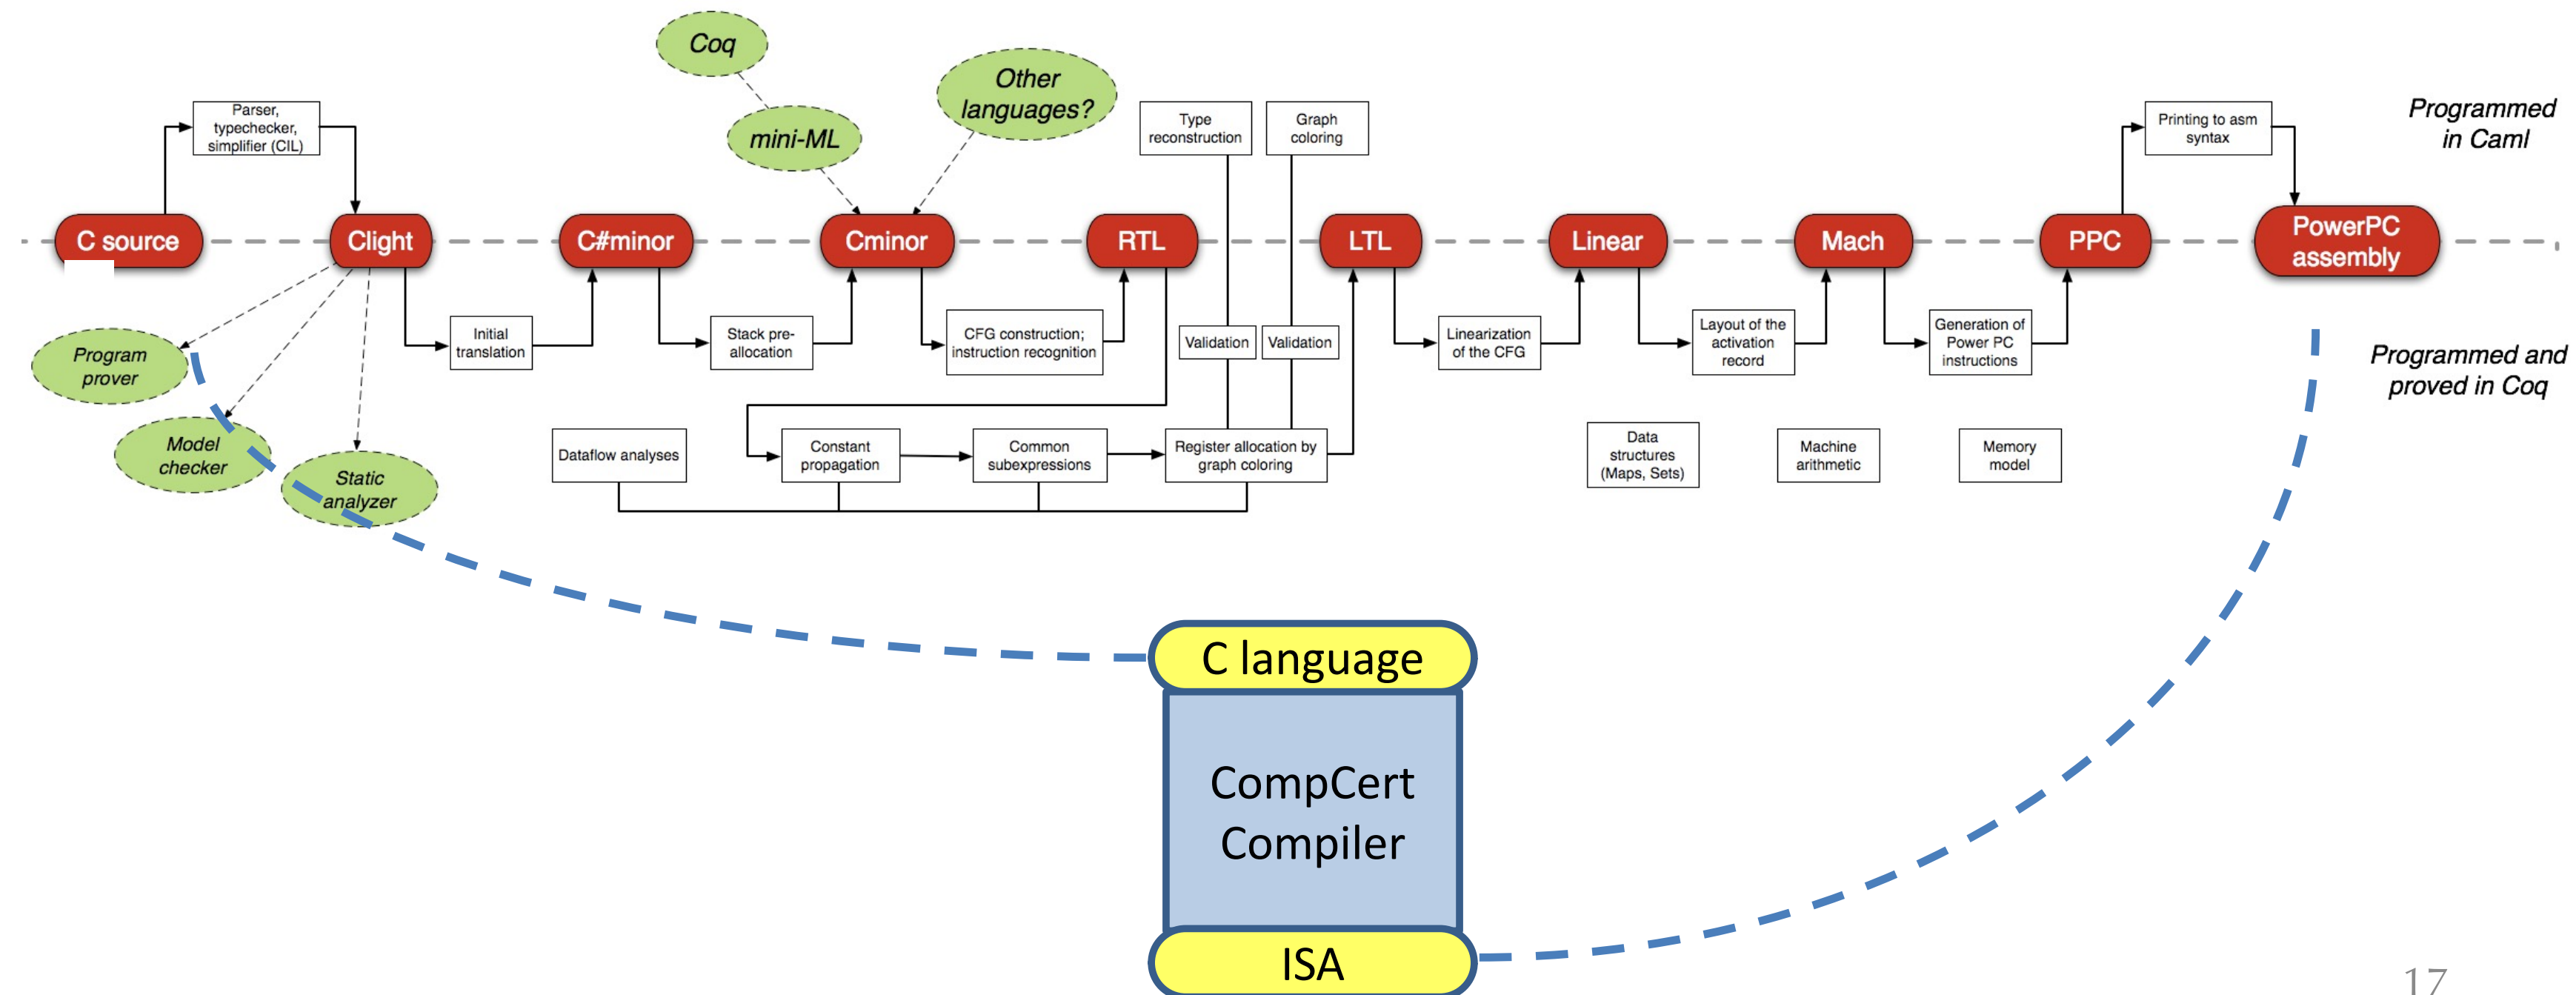 Coq
Other
languages?
mini-ML
Parser,
typechecker,
simplifier (CIL)
Type
reconstruction
Graph
coloring
Printing to asm
syntax
Programmed
in Caml
C source
Clight
C#minor
Cminor
RTL
LTL
Linear
Mach
PPC
PowerPC
assembly
Initial
translation
Stack pre-
allocation
CFG construction;
instruction recognition
Validation
Validation
Linearization
of the CFG
Layout of the
activation
record
Generation of
Power PC
instructions
Programmed and
proved in Coq
Program
prover
Model
checker
Static
analyzer
Dataflow analyses
Constant
propagation
Common
subexpressions
Register allocation by
graph coloring
Data
structures
(Maps, Sets)
Machine
arithmetic
Memory
model
C language
CompCert
Compiler
ISA
17